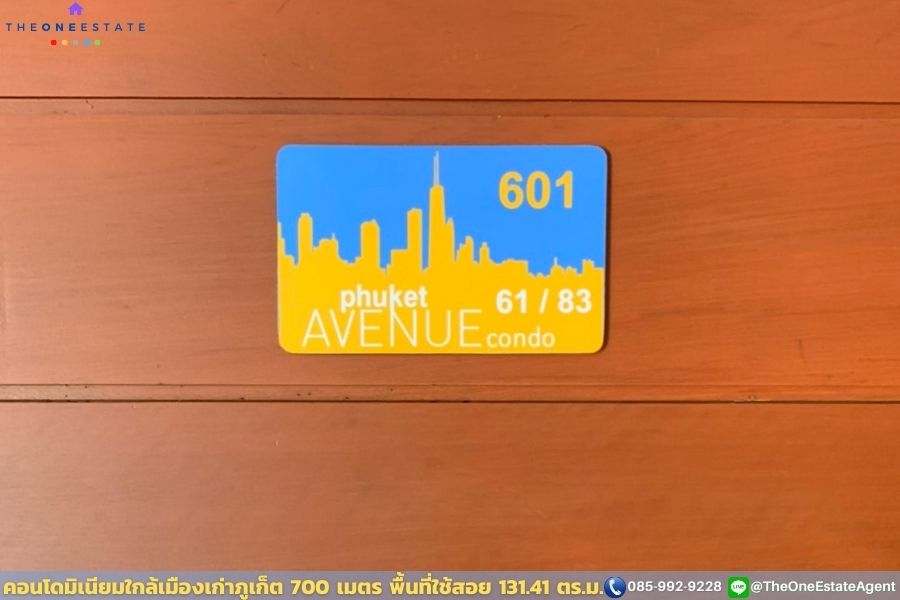 THEONEESTATE
601
phuket
61 / 83
AVENUE condo
คอนโดมิเนียมใกล้เมืองเก่าภูเก็ต 700 เมตร พื้นที่ใช้สอย 131.41 ตร.ม. 085-992-9228 @TheOneEstateAgent